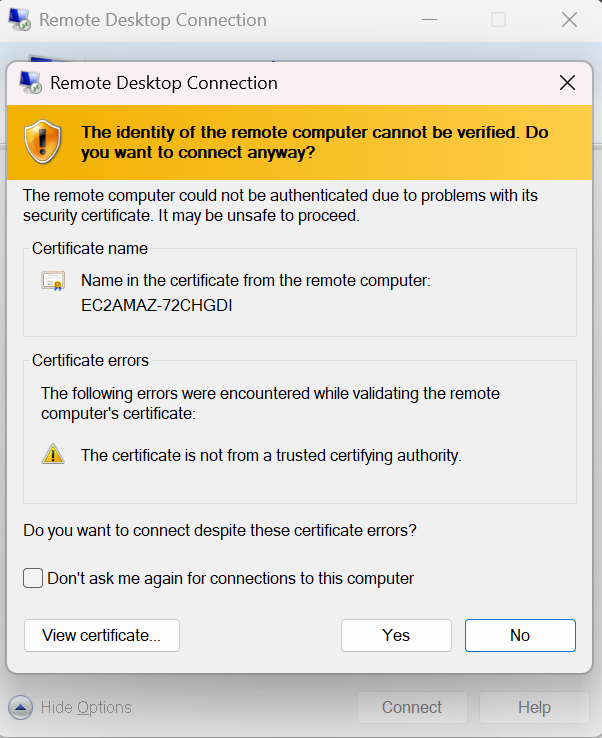 Remote Desktop Connection
Remote Desktop Connection
The identity of the remote computer cannot be verified. Do
you want to connect anyway?
The remote computer could not be authenticated due to problems with its
security certificate. It may be unsafe to proceed.
Certificate name
Name in the certificate from the remote computer:
EC2AMAZ-72CHGDI
Certificate errors
The following errors were encountered while validating the remote
computer's certificate:
The certificate is not from a trusted certifying authority.
Do you want to connect despite these certificate errors?
Don't ask me again for connections to this computer
View certificate... Yes No
Hide Options Connect Help